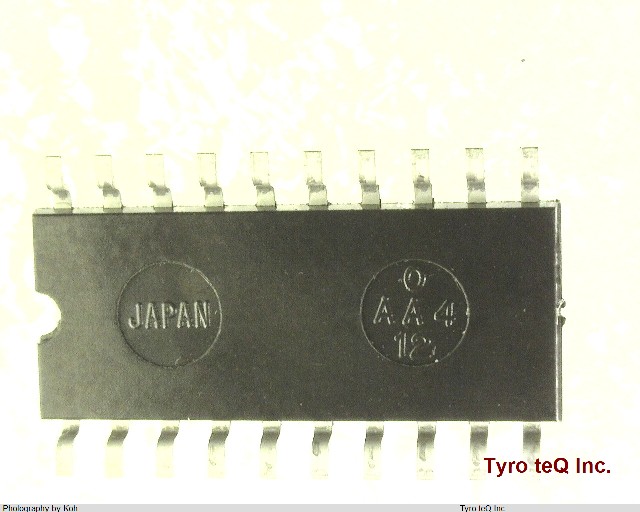 JAPAN
AA4
12
Tyro teQ Inc.
Photography by Koh
Tyro teQ Inc